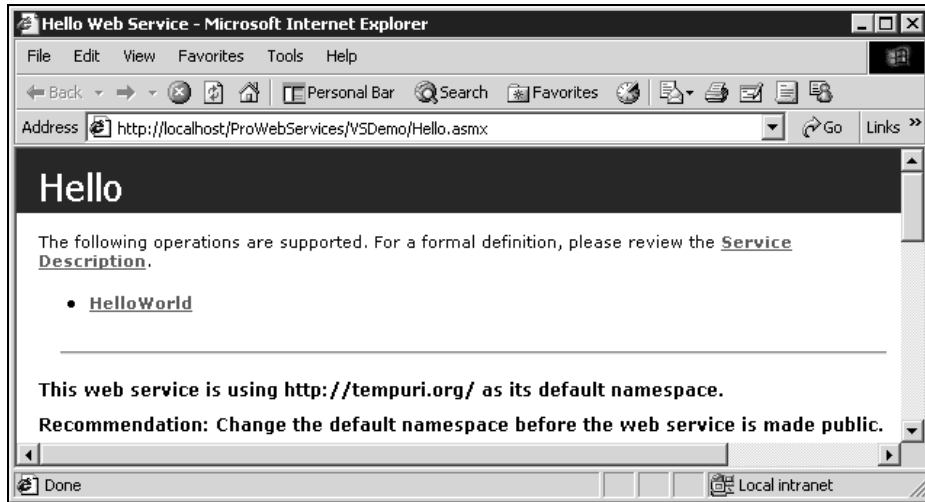 Hello Web Service - Microsoft Internet Explorer
File Edit View Favorites Tools Help
Back Personal Bar Search Favorites
Address http://localhost/ProWebServices/VSDemo/Hello.asmx Go Links »
Hello
The following operations are supported. For a formal definition, please review the Service
Description.
• HelloWorld
This web service is using http://tempuri.org/ as its default namespace.
Recommendation: Change the default namespace before the web service is made public.
Done Local intranet